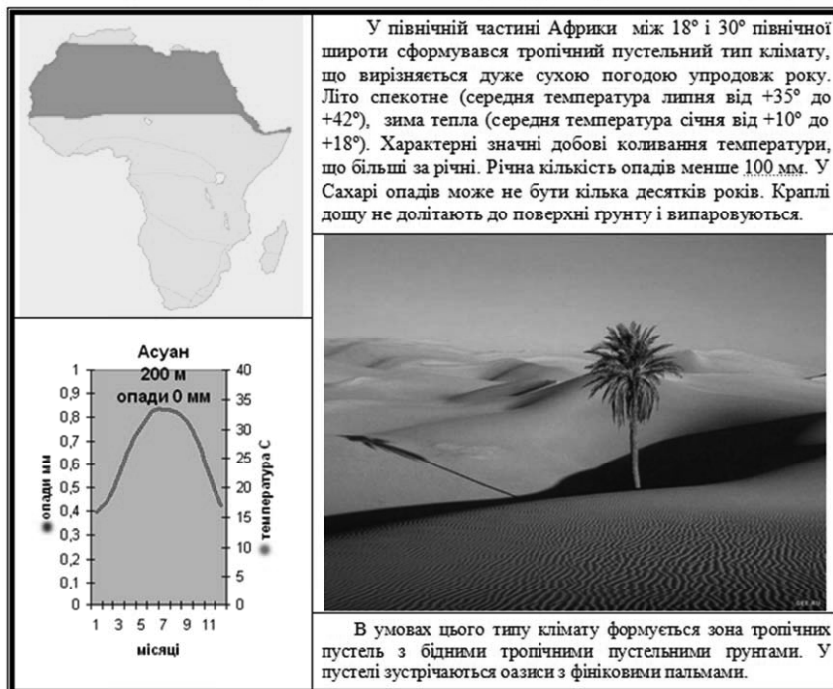 У північній частині Африки між 18° і 30° північної
широти сформувався тропічний пустельний тип клімату,
що вирізняється дуже сухою погодою упродовж року.
Літо спекотне (середня температура липня від +35° до
+42°), зима тепла (середня температура січня від +10° до
+18°). Характерні значні добові коливання температури,
що більші за річні. Річна кількість опадів менше 100 мм. У
Сахарі опадів може не бути кілька десятків років. Краплі
дощу не долітають до поверхні ґрунту і випаровуються.
Асуан
200 м
опади 0 мм
опади мм
1
0,9
0,8
0,7
0,6
0,5
0,4
0,3
0,2
0,1
0
40
35
30
25
20
15
10
5
0
температура С
1 3 5 7 9 11
місяці
В умовах цього типу клімату формується зона тропічних
пустель з бідними тропічними пустельними ґрунтами. У
пустелі зустрічаються оазиси з фініковими пальмами.